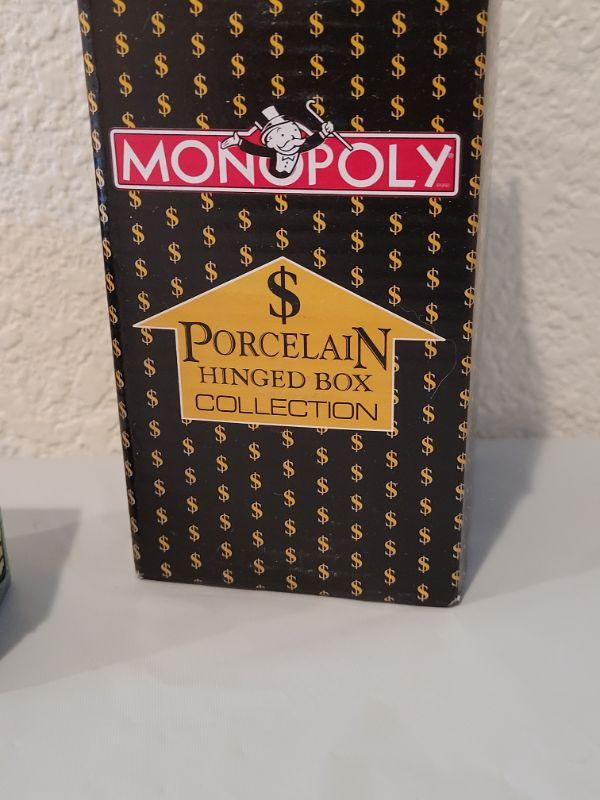 MONOPOLY
$
PORCELAIN
HINGED BOX
COLLECTION